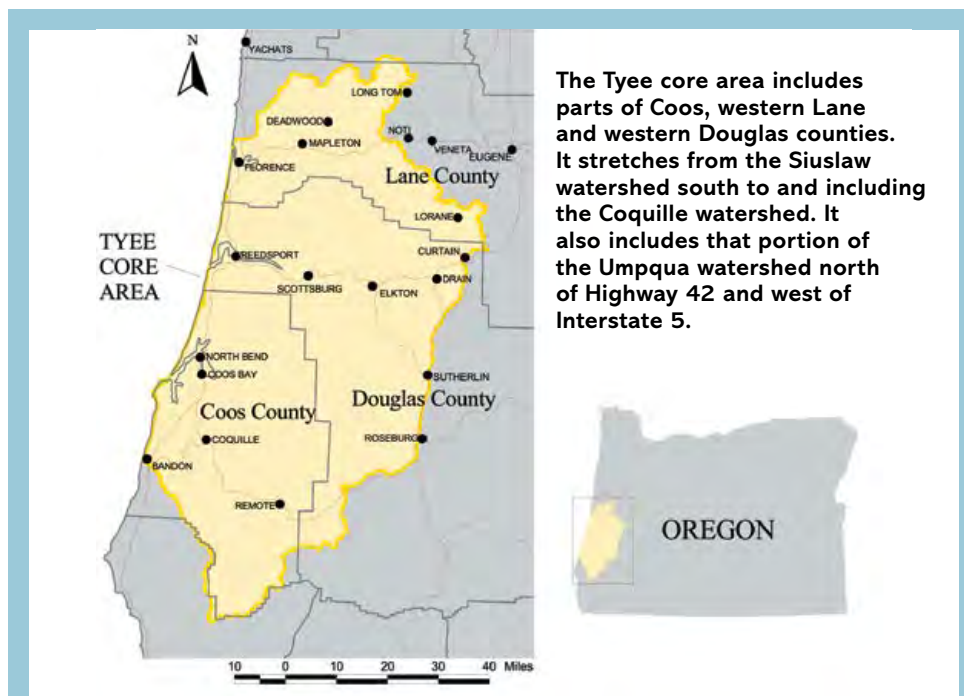 N
YACHATS
LONG TOM
DEADWOOD
NOTI
MAPLETON
VENETA
EUGENE
FLORENCE
Lane County
LORANE
TYEE
CORE
AREA
REEDSPORT
CURTAIN
SCOTTSBURG
ELKTON
DRAIN
NORTH BEND
COOS BAY
SUTHERLIN
Coos County
Douglas County
COQUILLE
ROSEBURG
BANDON
REMOTE
10 0 10 20 30 40 Miles
The Tyee core area includes
parts of Coos, western Lane
and western Douglas counties.
It stretches from the Siuslaw
watershed south to and including
the Coquille watershed. It
also includes that portion of
the Umpqua watershed north
of Highway 42 and west of
Interstate 5.
OREGON